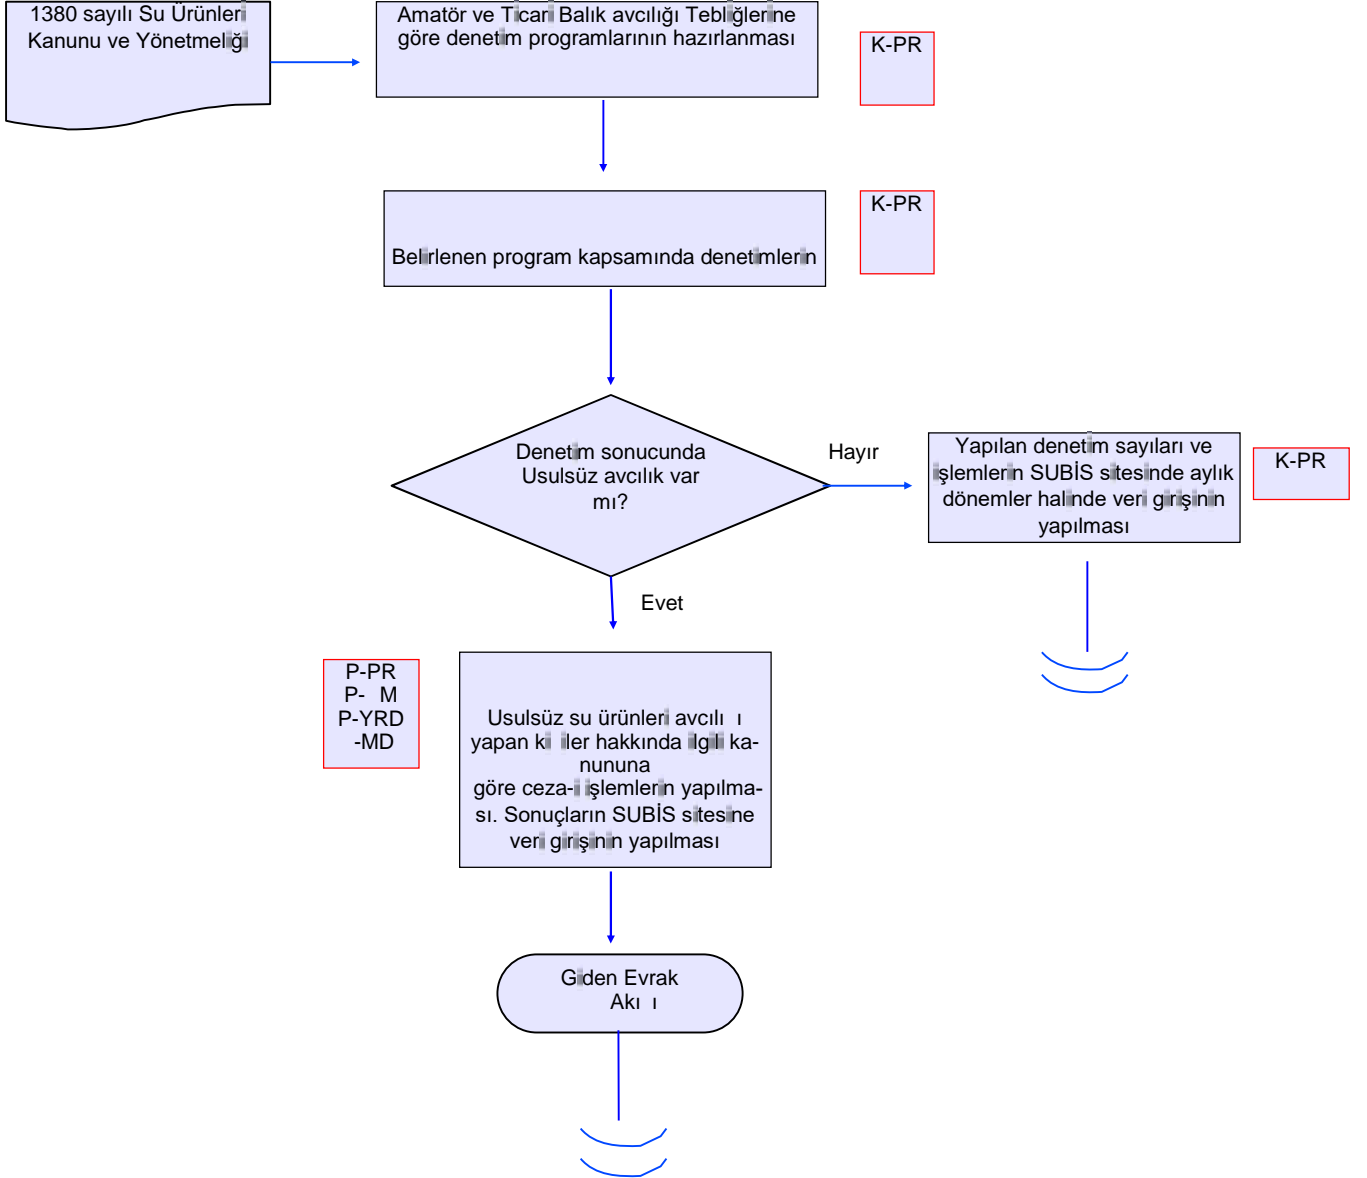 1380 sayılı Su Ürünleri
Kanunu ve Yönetmeliği
Amatör ve Ticari Balık avcılığı Tebliğlerine
göre denetim programlarının hazırlanması
K-PR
Belirlenen program kapsamında denetimlerin
K-PR
Denetim sonucunda
Usulsüz avcılık var
mı?
Hayır
Yapılan denetim sayıları ve
işlemlerin SUBİS sitesinde aylık
dönemler halinde veri girişinin
yapılması
K-PR
Evet
P-PR
P- M
P-YRD
-MD
Usulsüz su ürünleri avcılı ı
yapan ki iler hakkında ilgili ka-
nununa
göre ceza-i işlemlerin yapılma-
sı. Sonuçların SUBİS sitesine
veri girişinin yapılması
Giden Evrak
Akı ı